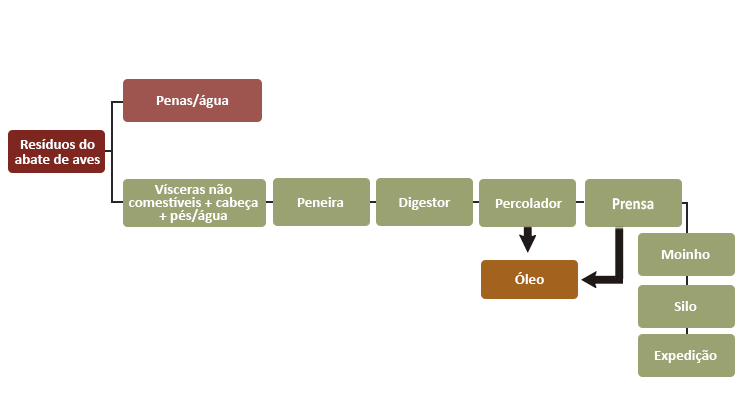 Penas/água
Resíduos do
abate de aves
Vísceras não
comestíveis + cabeça
+ pés/água
Peneira
Digestor
Percolador
Prensa
Moinho
Óleo
Silo
Expedição